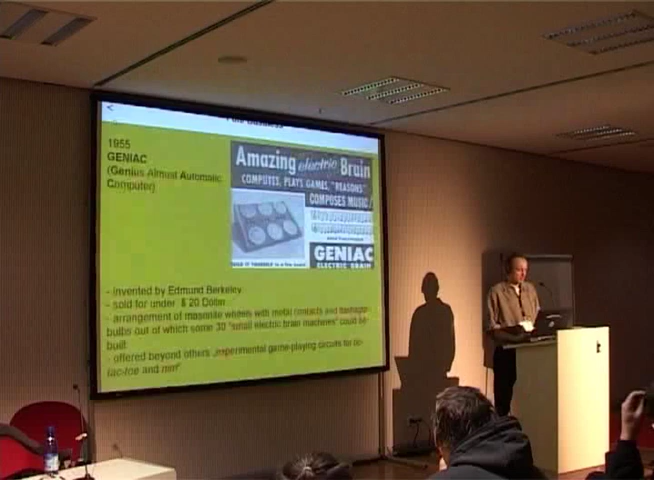 1955
GENIAC
(Genius Almost Automatic
Computer)
Amazing electric Brain
COMPUTES, PLAYS GAMES, "REASONS"
COMPOSES MUSIC!
GENIAC
ELECTRIC BRAIN
- invented by Edmund Berkeley
- sold for under $ 20 Dollar
- arrangement of masonite wheels with metal contacts and
bulbs out of which some 30 "small electric brain machines" could be
built
- offered beyond others „experimental game-playing circuits for tic-
tac-toe and nim"